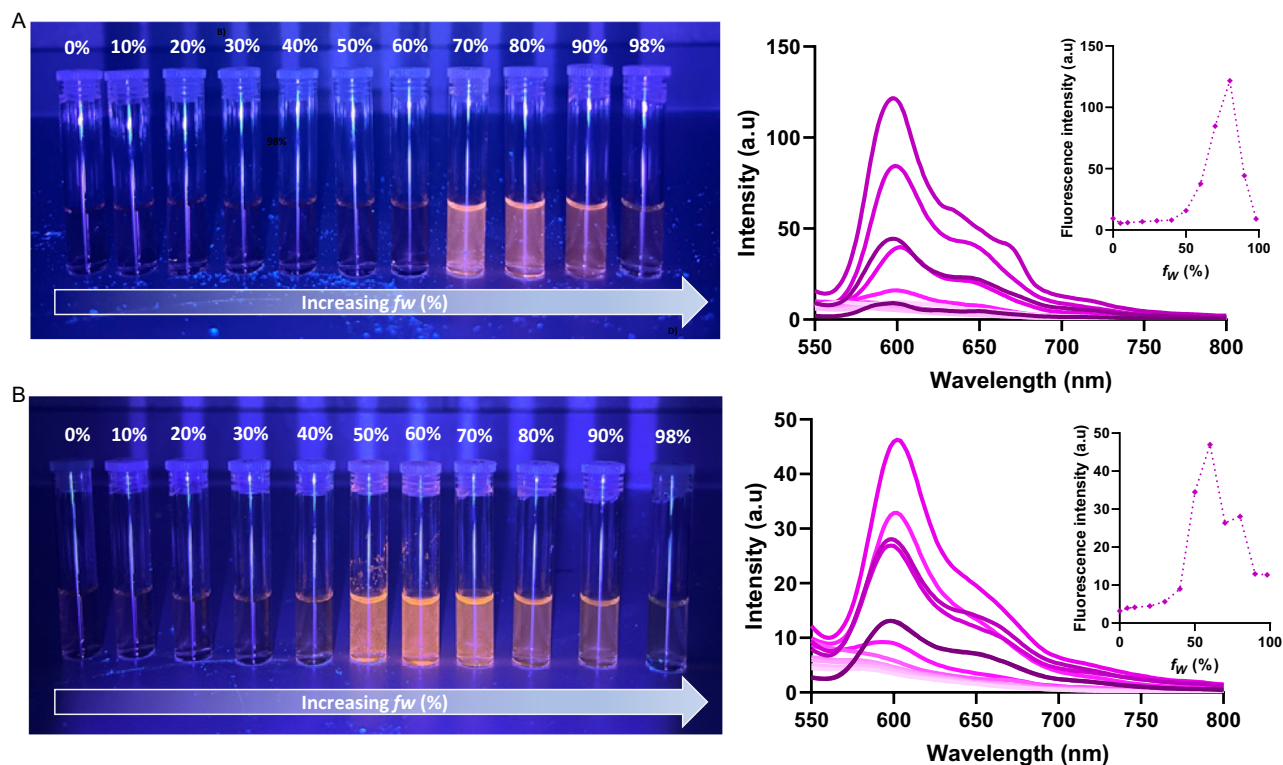 A
0% 10% 20% 30% 40% 50% 60% 70% 80% 90% 98%
B)
98%
Increasing fw (%)
D)
Intensity (a.u)
150
100
50
0
550 600 650 700 750 800
Wavelength (nm)
Fluorescence intensity (a.u)
150
100
50
0
0 50 100
fW (%)
B
0% 10% 20% 30% 40% 50% 60% 70% 80% 90% 98%
Increasing fw (%)
Intensity (a.u)
50
40
30
20
10
0
550 600 650 700 750 800
Wavelength (nm)
Fluorescence intensity (a.u)
50
40
30
20
10
0
0 50 100
fW (%)